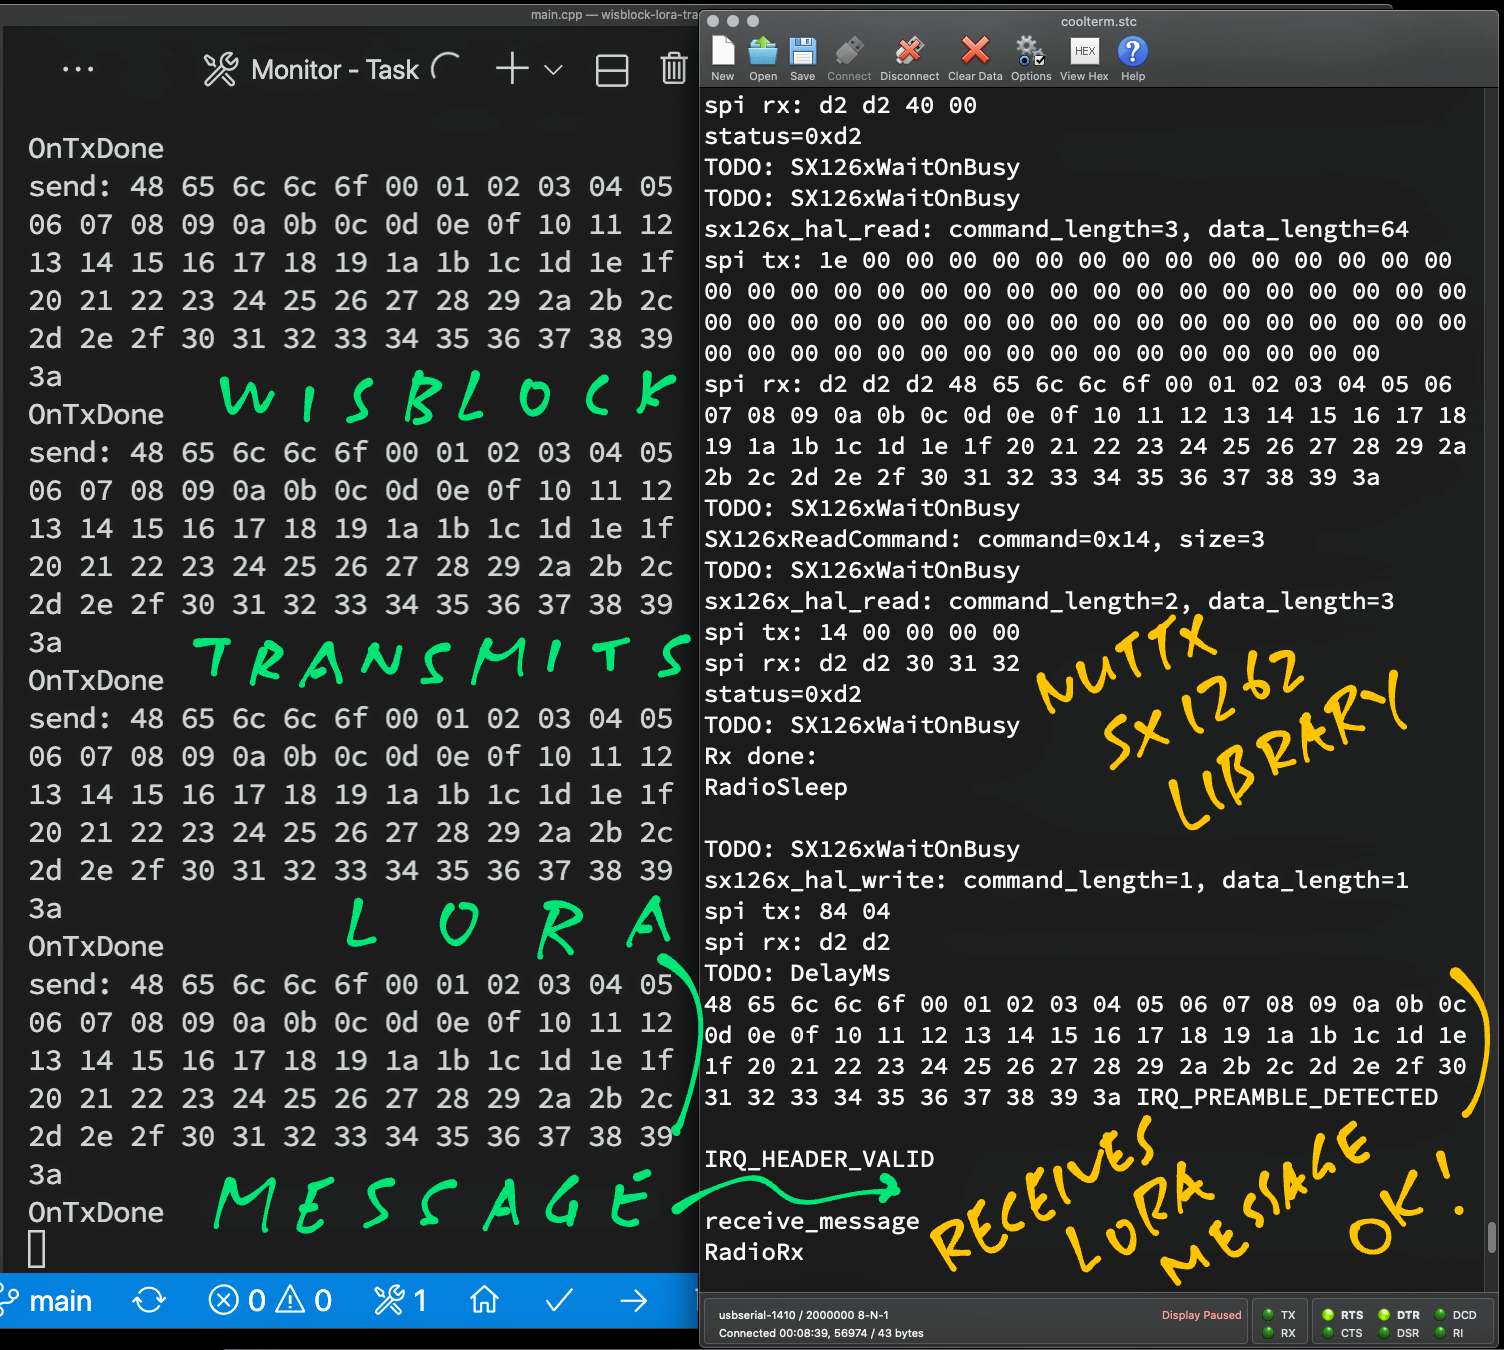 main.cpp — wisblock-lora-tra
··· Monitor - Task
OnTxDone
send: 48 65 6c 6c 6f 00 01 02 03 04 05
06 07 08 09 0a 0b 0c 0d 0e 0f 10 11 12
13 14 15 16 17 18 19 1a 1b 1c 1d 1e 1f
20 21 22 23 24 25 26 27 28 29 2a 2b 2c
2d 2e 2f 30 31 32 33 34 35 36 37 38 39
3a
WISBLOCK
OnTxDone
send: 48 65 6c 6c 6f 00 01 02 03 04 05
06 07 08 09 0a 0b 0c 0d 0e 0f 10 11 12
13 14 15 16 17 18 19 1a 1b 1c 1d 1e 1f
20 21 22 23 24 25 26 27 28 29 2a 2b 2c
2d 2e 2f 30 31 32 33 34 35 36 37 38 39
3a
TRANSMITS
OnTxDone
send: 48 65 6c 6c 6f 00 01 02 03 04 05
06 07 08 09 0a 0b 0c 0d 0e 0f 10 11 12
13 14 15 16 17 18 19 1a 1b 1c 1d 1e 1f
20 21 22 23 24 25 26 27 28 29 2a 2b 2c
2d 2e 2f 30 31 32 33 34 35 36 37 38 39
3a
LORA
OnTxDone
send: 48 65 6c 6c 6f 00 01 02 03 04 05
06 07 08 09 0a 0b 0c 0d 0e 0f 10 11 12
13 14 15 16 17 18 19 1a 1b 1c 1d 1e 1f
20 21 22 23 24 25 26 27 28 29 2a 2b 2c
2d 2e 2f 30 31 32 33 34 35 36 37 38 39
3a
MESSAGE
OnTxDone
main 0 0 1
coolterm.stc
HEX ?
New Open Save Connect Disconnect Clear Data Options View Hex Help
spi rx: d2 d2 40 00
status=0xd2
TODO: SX126xWaitOnBusy
TODO: SX126xWaitOnBusy
sx126x_hal_read: command_length=3, data_length=64
spi tx: 1e 00 00 00 00 00 00 00 00 00 00 00 00 00 00
00 00 00 00 00 00 00 00 00 00 00 00 00 00 00 00 00 00
00 00 00 00 00 00 00 00 00 00 00 00 00 00 00 00 00 00
00 00 00 00 00 00 00 00 00 00 00 00 00 00 00 00
spi rx: d2 d2 d2 48 65 6c 6c 6f 00 01 02 03 04 05 06
07 08 09 0a 0b 0c 0d 0e 0f 10 11 12 13 14 15 16 17 18
19 1a 1b 1c 1d 1e 1f 20 21 22 23 24 25 26 27 28 29 2a
2b 2c 2d 2e 2f 30 31 32 33 34 35 36 37 38 39 3a
TODO: SX126xWaitOnBusy
SX126xReadCommand: command=0x14, size=3
TODO: SX126xWaitOnBusy
sx126x_hal_read: command_length=2, data_length=3
spi tx: 14 00 00 00 00
spi rx: d2 d2 30 31 32
status=0xd2
TODO: SX126xWaitOnBusy
Rx done:
RadioSleep
NUTTX
SX1262
LIBRARY
TODO: SX126xWaitOnBusy
sx126x_hal_write: command_length=1, data_length=1
spi tx: 84 04
spi rx: d2 d2
TODO: DelayMs
48 65 6c 6c 6f 00 01 02 03 04 05 06 07 08 09 0a 0b 0c
0d 0e 0f 10 11 12 13 14 15 16 17 18 19 1a 1b 1c 1d 1e
1f 20 21 22 23 24 25 26 27 28 29 2a 2b 2c 2d 2e 2f 30
31 32 33 34 35 36 37 38 39 3a IRQ_PREAMBLE_DETECTED
IRQ_HEADER_VALID
receive_message
RadioRx
RECEIVES
LORA
MESSAGE
OK!
usbserial-1410 / 2000000 8-N-1
Connected 00:08:39, 56974 / 43 bytes
Display Paused
TX RTS DTR DCD
RX CTS DSR RI